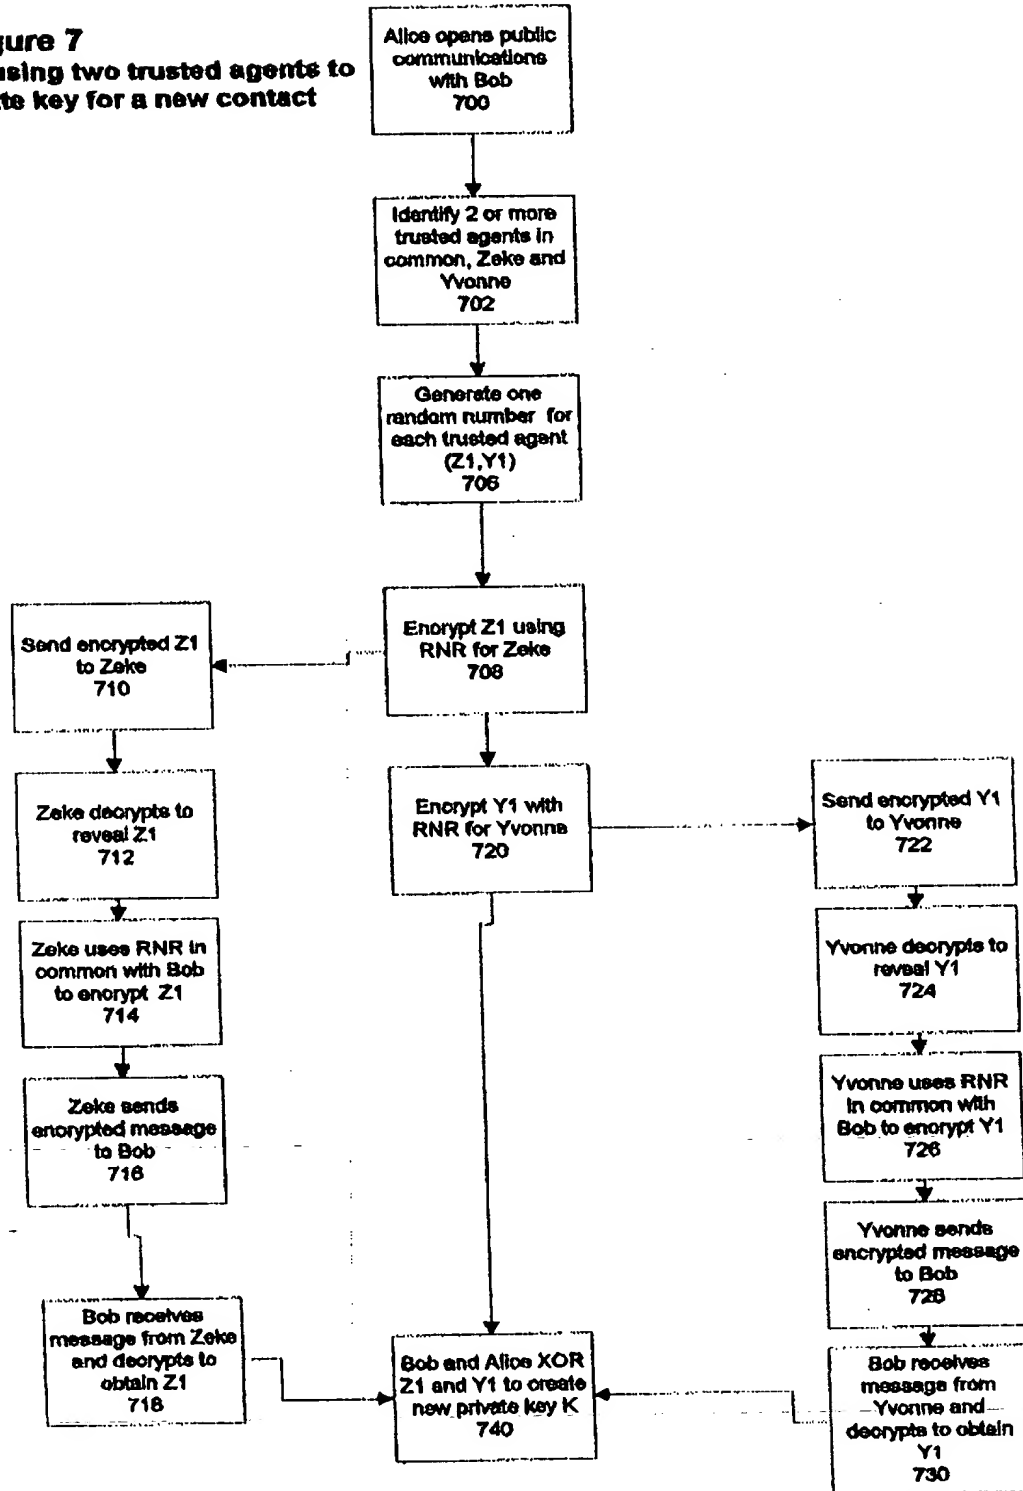 gure 7
using two trusted agents to
te key for a new contact
Alice opens public
communications
with Bob
700
Identify 2 or more
trusted agents in
common, Zeke and
Yvonne
702
Generate one
random number for
each trusted agent
(Z1,Y1)
706
Encrypt Z1 using
RNR for Zeke
708
Send encrypted Z1
to Zeke
710
Zeke decrypts to
reveal Z1
712
Zeke uses RNR in
common with Bob
to encrypt Z1
714
Zeke sends
encrypted message
to Bob
716
Bob receives
message from Zeke
and decrypts to
obtain Z1
718
Encrypt Y1 with
RNR for Yvonne
720
Send encrypted Y1
to Yvonne
722
Yvonne decrypts to
reveal Y1
724
Yvonne uses RNR
in common with
Bob to encrypt Y1
726
Yvonne sends
encrypted message
to Bob
728
Bob receives
message from
Yvonne and
decrypts to obtain
Y1
730
Bob and Alice XOR
Z1 and Y1 to create
new private key K
740